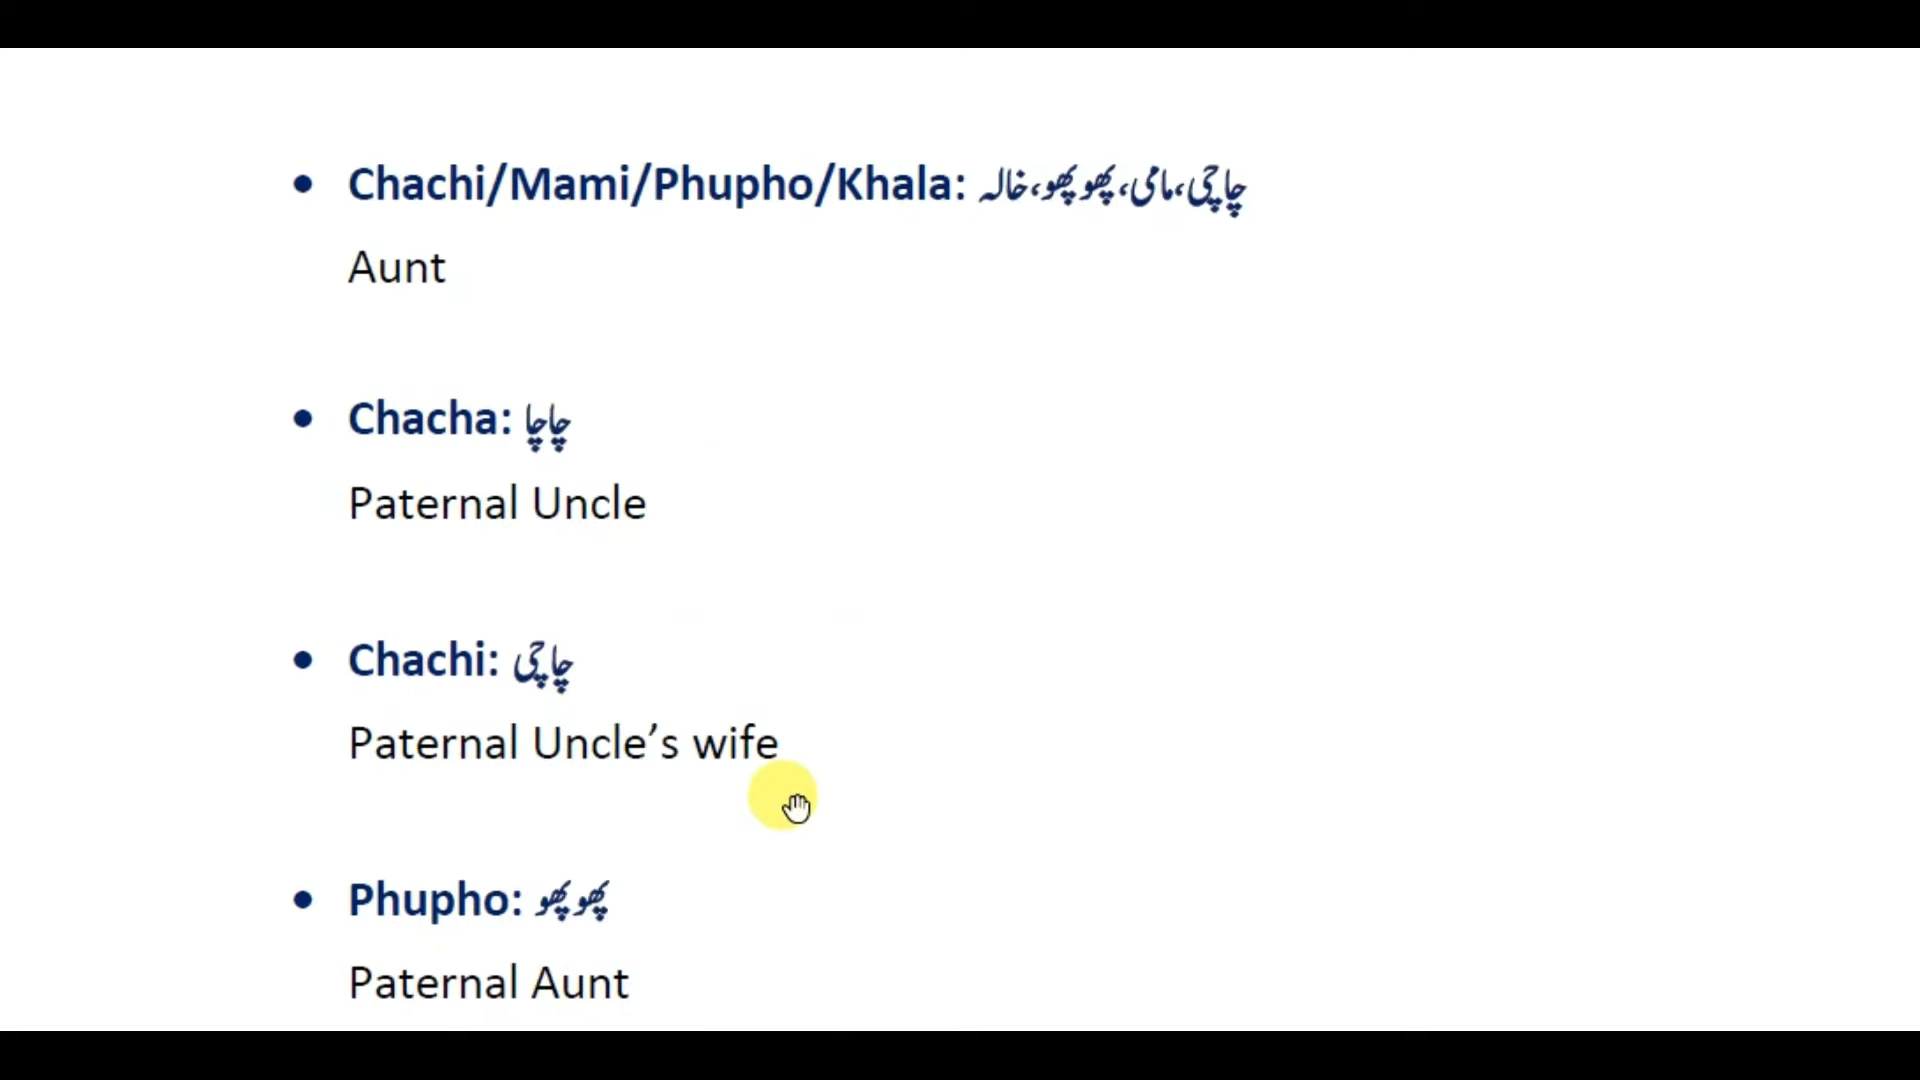 • Chachi/Mami/Phupho/Khala: چاچی،مامی،پھوپھو،خالہ
Aunt
• Chacha: چاچا
Paternal Uncle
• Chachi: چاچی
Paternal Uncle’s wife
• Phupho: پھوپھو
Paternal Aunt